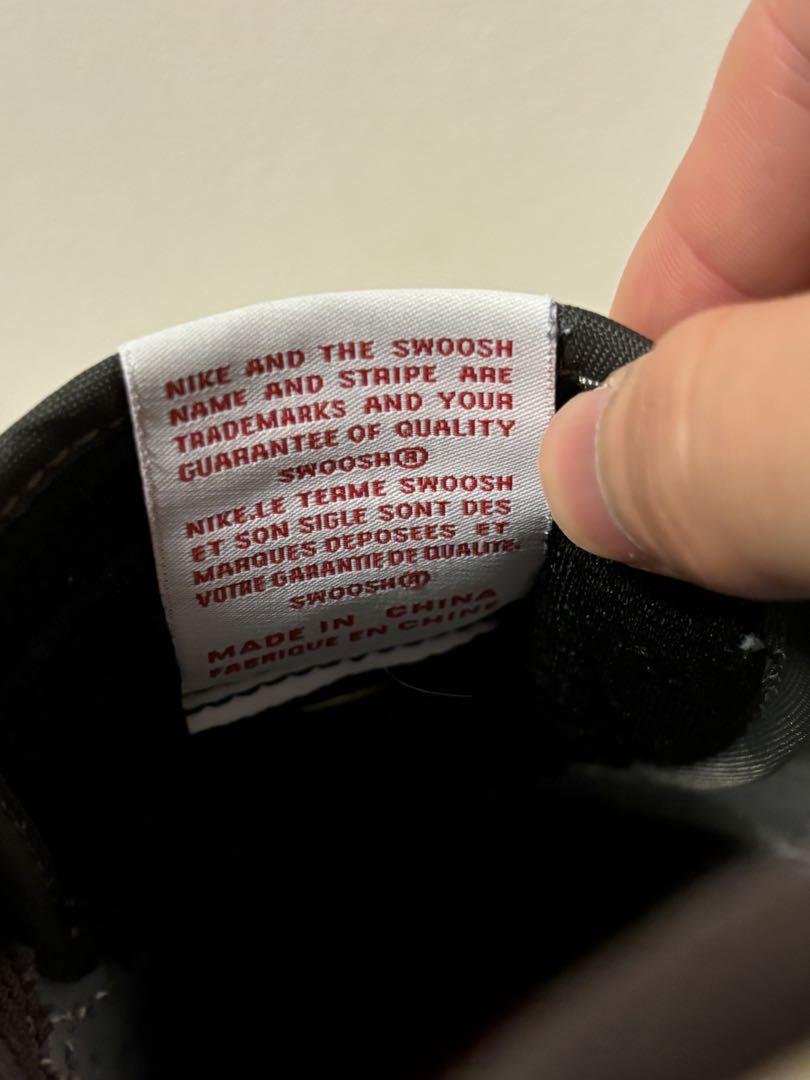 NIKE AND THE SWOOSH
NAME AND STRIPE ARE
TRADEMARKS AND YOUR
GUARANTEE OF QUALITY
SWOOSH®
NIKE.LE TERME SWOOSH
ET SON SIGLE SONT DES
MARQUES DEPOSEES ET
VOTRE GARANTIE DE QUALITE.
SWOOSH®
MADE IN CHINA
FABRIQUE EN CHINE